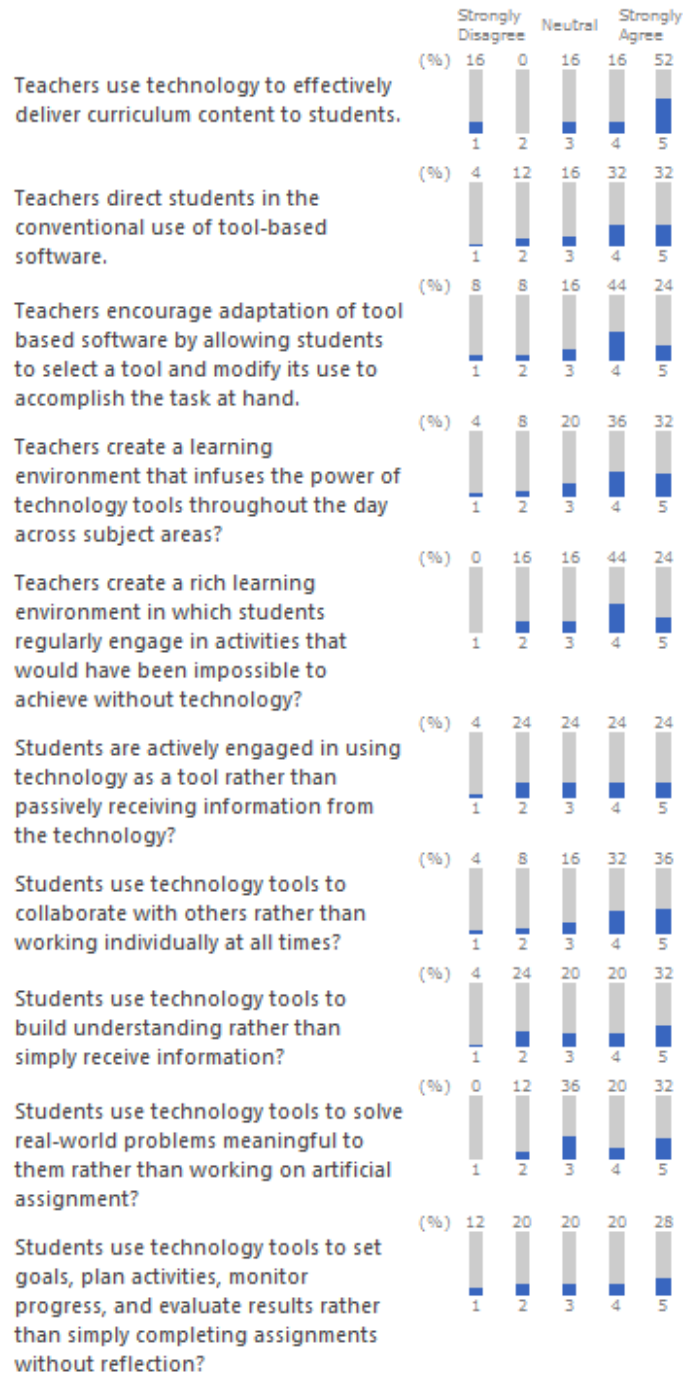 Strongly Disagree Neutral Strongly Agree
(%) 16 0 16 16 52
Teachers use technology to effectively
deliver curriculum content to students.
1 2 3 4 5
(%) 4 12 16 32 32
Teachers direct students in the
conventional use of tool-based
software.
1 2 3 4 5
(%) 8 8 16 44 24
Teachers encourage adaptation of tool
based software by allowing students
to select a tool and modify its use to
accomplish the task at hand.
1 2 3 4 5
(%) 4 8 20 36 32
Teachers create a learning
environment that infuses the power of
technology tools throughout the day
across subject areas?
1 2 3 4 5
(%) 0 16 16 44 24
Teachers create a rich learning
environment in which students
regularly engage in activities that
would have been impossible to
achieve without technology?
1 2 3 4 5
(%) 4 24 24 24 24
Students are actively engaged in using
technology as a tool rather than
passively receiving information from
the technology?
1 2 3 4 5
(%) 4 8 16 32 36
Students use technology tools to
collaborate with others rather than
working individually at all times?
1 2 3 4 5
(%) 4 24 20 20 32
Students use technology tools to
build understanding rather than
simply receive information?
1 2 3 4 5
(%) 0 12 36 20 32
Students use technology tools to solve
real-world problems meaningful to
them rather than working on artificial
assignment?
1 2 3 4 5
(%) 12 20 20 20 28
Students use technology tools to set
goals, plan activities, monitor
progress, and evaluate results rather
than simply completing assignments
without reflection?
1 2 3 4 5